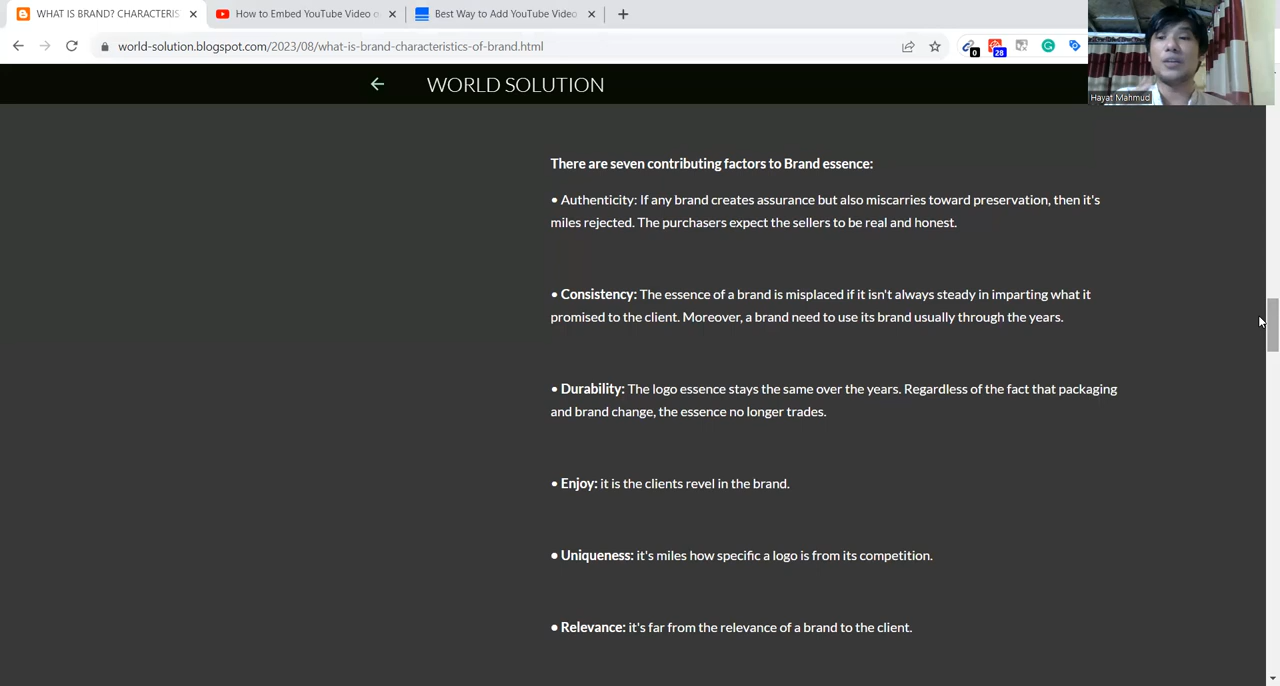 WHAT IS BRAND? CHARACTERIS
How to Embed YouTube Video o
Best Way to Add YouTube Video
world-solution.blogspot.com/2023/08/what-is-brand-characteristics-of-brand.html
0
28
Hayat Mahmud
WORLD SOLUTION
There are seven contributing factors to Brand essence:
• Authenticity: If any brand creates assurance but also miscarries toward preservation, then it's
miles rejected. The purchasers expect the sellers to be real and honest.
• Consistency: The essence of a brand is misplaced if it isn't always steady in imparting what it
promised to the client. Moreover, a brand need to use its brand usually through the years.
• Durability: The logo essence stays the same over the years. Regardless of the fact that packaging
and brand change, the essence no longer trades.
• Enjoy: it is the clients revel in the brand.
• Uniqueness: it's miles how specific a logo is from its competition.
• Relevance: it's far from the relevance of a brand to the client.